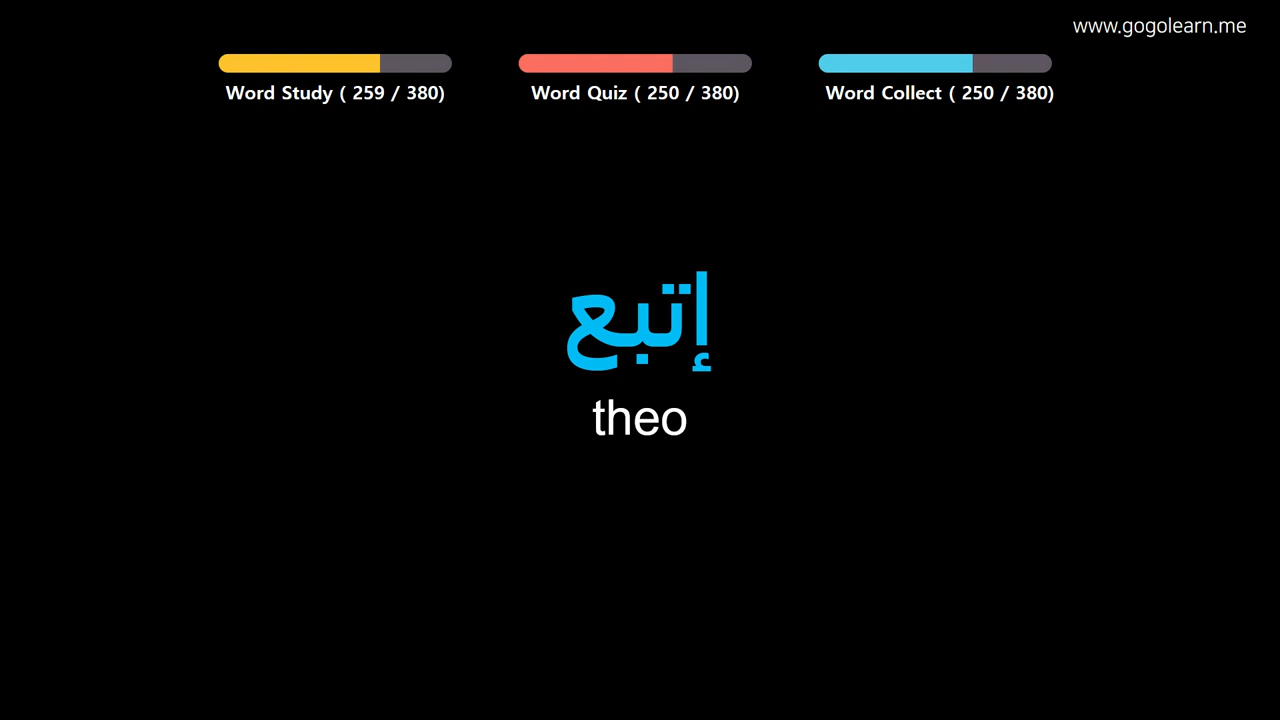 www.gogolearn.me
Word Study ( 259 / 380)
Word Quiz ( 250 / 380)
Word Collect ( 250 / 380)
إتبع
theo